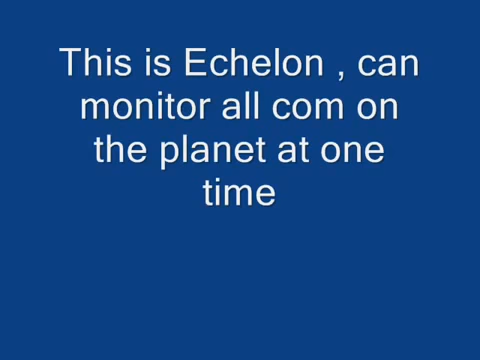 This is Echelon , can
monitor all com on
the planet at one
time